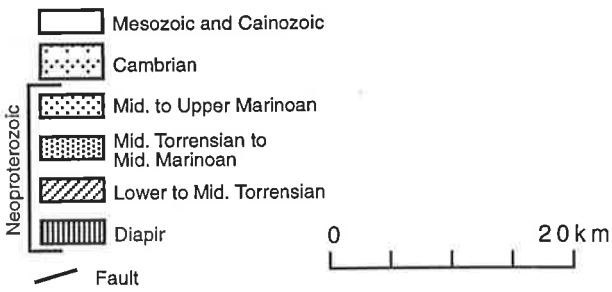 Mesozoic and Cainozoic
Cambrian
Neoproterozoic
Mid. to Upper Marinoan
Mid. Torrensian to
Mid. Marinoan
Lower to Mid. Torrensian
Diapir
Fault
0 20km